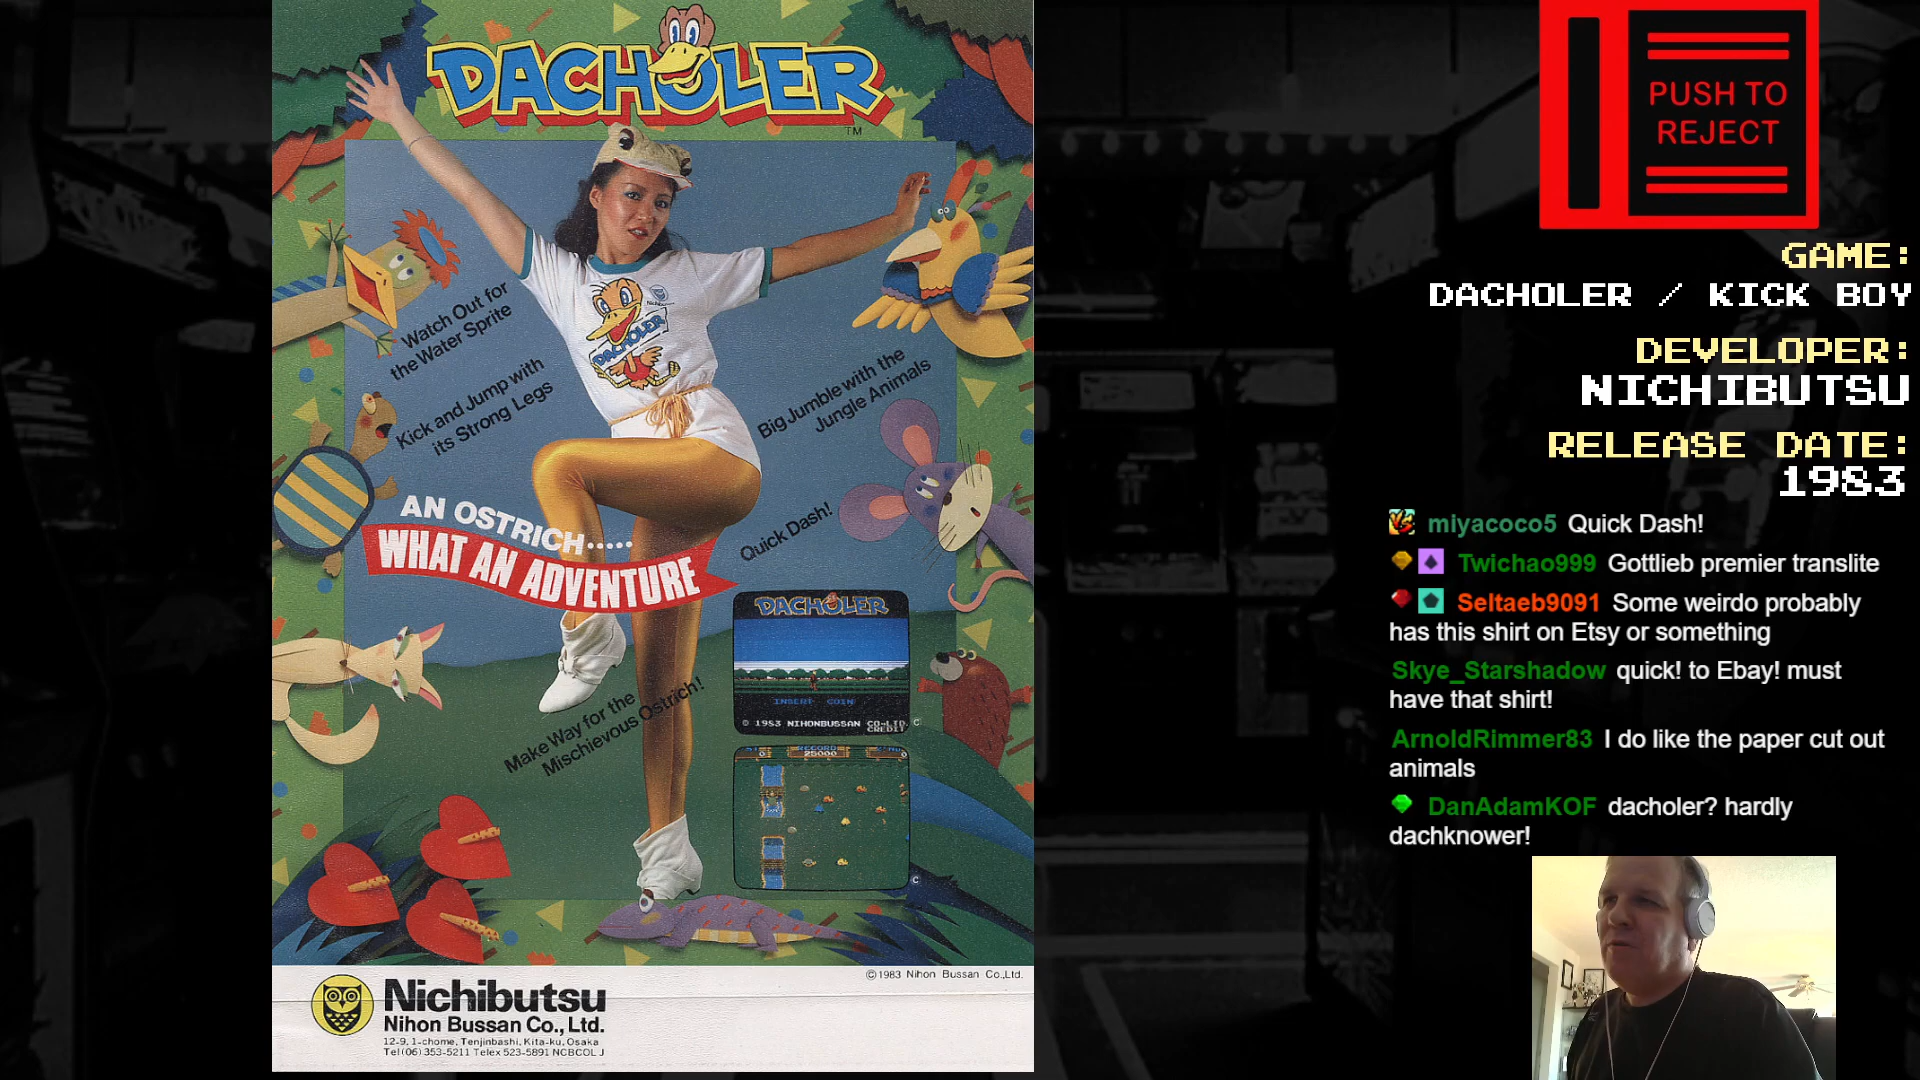 DACHOLER
TM
Watch Out for
the Water Sprite
Kick and Jump with
its Strong Legs
DACHOLER
Big Jumble with the
Jungle Animals
AN OSTRICH.....
WHAT AN ADVENTURE
Quick Dash!
Make Way for the
Mischievous Ostrich!
DACHOLER
INSERT COIN
© 1983 NIHONBUSSAN CO.LTD.
CREDIT
RECORD
25000
©1983 Nihon Bussan Co.,Ltd.
Nichibutsu
Nihon Bussan Co., Ltd.
12-9, 1-chome, Tenjinbashi, Kita-ku, Osaka
Tel(06)353-5211 Telex 523-5891 NCBCOL J
PUSH TO
REJECT
GAME:
DACHOLER / KICK BOY
DEVELOPER:
NICHIBUTSU
RELEASE DATE:
1983
miyacoco5 Quick Dash!
Twichao999 Gottlieb premier translite
Seltaeb9091 Some weirdo probably
has this shirt on Etsy or something
Skye_Starshadow quick! to Ebay! must
have that shirt!
ArnoldRimmer83 I do like the paper cut out
animals
DanAdamKOF dacholer? hardly
dachknower!